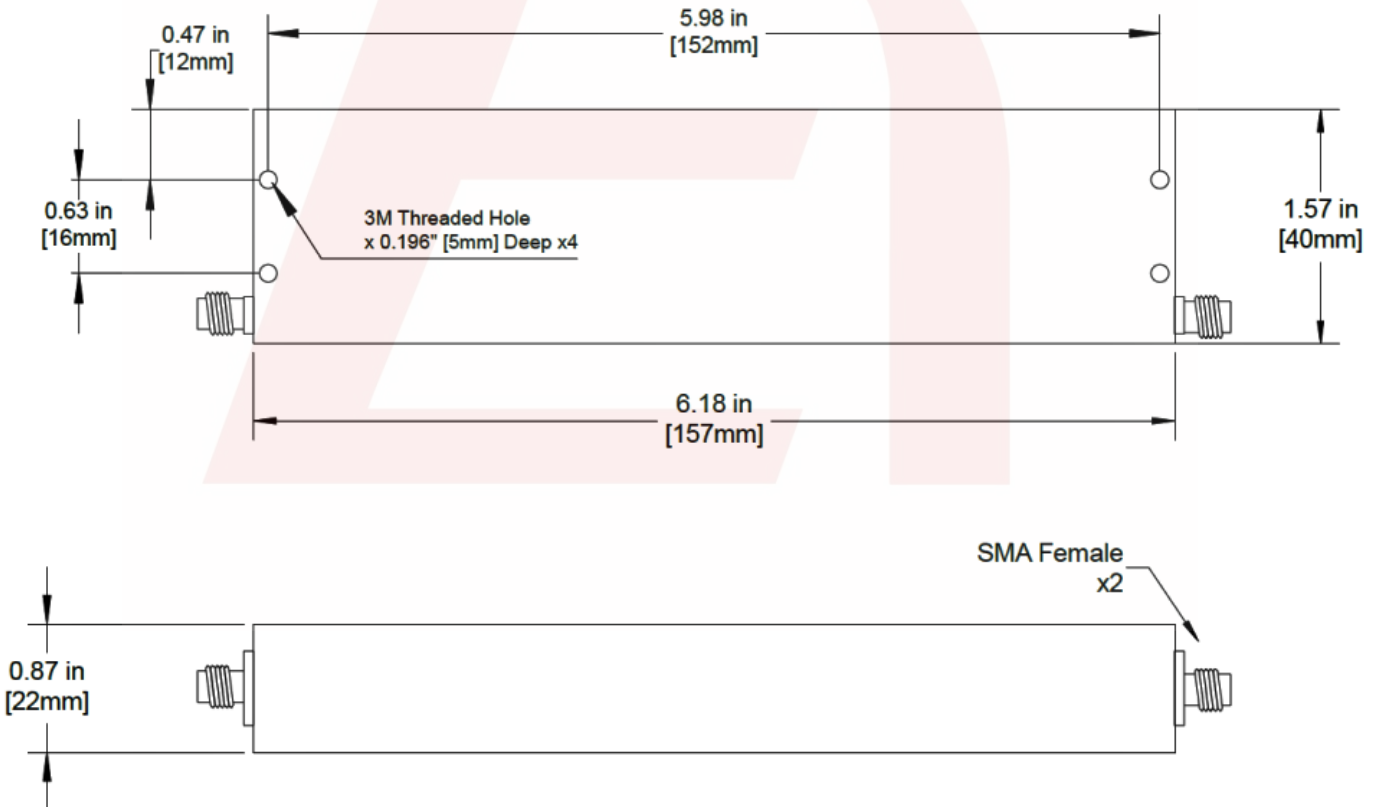 5.98 in
[152mm]
0.47 in
[12mm]
0.63 in
[16mm]
3M Threaded Hole
x 0.196" [5mm] Deep x4
1.57 in
[40mm]
6.18 in
[157mm]
SMA Female
x2
0.87 in
[22mm]